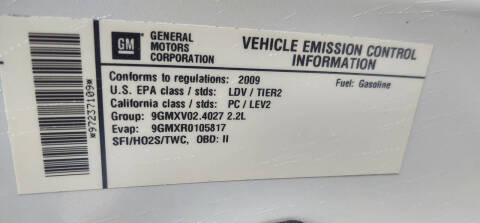 GM
GENERAL
MOTORS
CORPORATION
VEHICLE EMISSION CONTROL
INFORMATION
Conforms to regulations: 2009
Fuel: Gasoline
U.S. EPA class / stds: LDV / TIER2
California class / stds: PC / LEV2
Group: 9GMXV02.4027 2.2L
Evap: 9GMXR0105817
SFI/HO2S/TWC, OBD: II
*97237109*